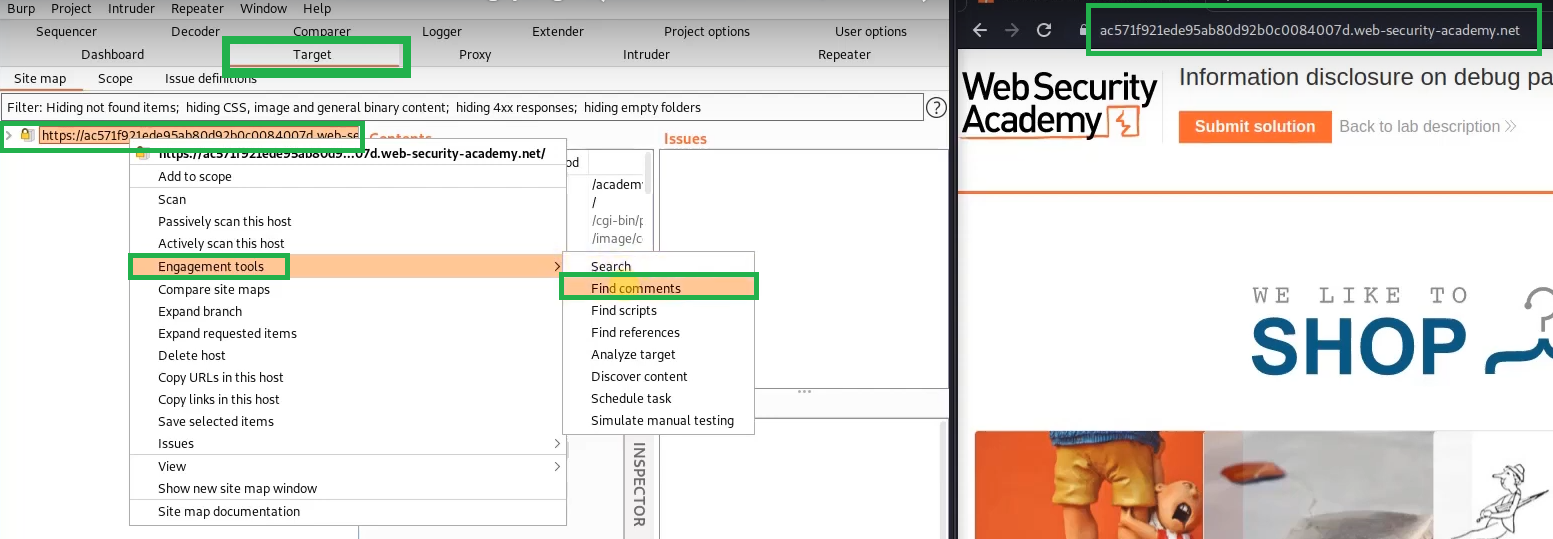 Burp Project Intruder Repeater Window Help
Sequencer Decoder Comparer Logger Extender Project options User options
Dashboard Target Proxy Intruder Repeater
Site map Scope Issue definitions
Filter: Hiding not found items; hiding CSS, image and general binary content; hiding 4xx responses; hiding empty folders
?
https://ac571f921ede95ab80d92b0c0084007d.web-se
Contents
Issues
https://ac571f921ede95ab80d9...07d.web-security-academy.net/
Add to scope
Scan
Passively scan this host
Actively scan this host
Engagement tools
Compare site maps
Expand branch
Expand requested items
Delete host
Copy URLs in this host
Copy links in this host
Save selected items
Issues
View
Show new site map window
Site map documentation
od
/academ
/
/cgi-bin/p
/image/c
Search
Find comments
Find scripts
Find references
Analyze target
Discover content
Schedule task
Simulate manual testing
INSPECTOR
ac571f921ede95ab80d92b0c0084007d.web-security-academy.net
Web Security
Academy
Information disclosure on debug pa
Submit solution Back to lab description
WE LIKE TO
SHOP